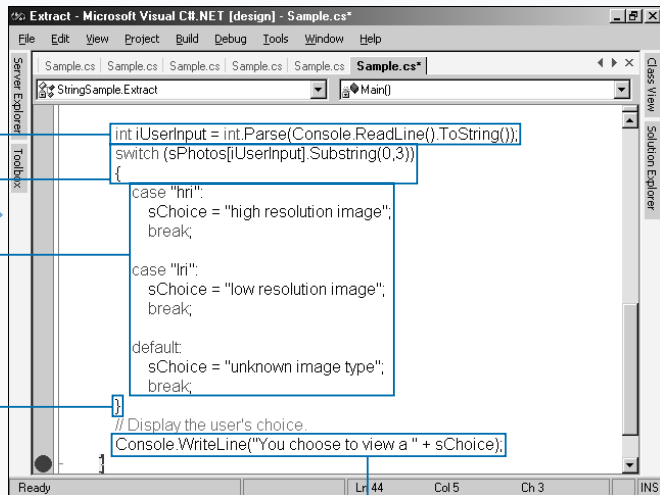 Extract - Microsoft Visual C#.NET [design] - Sample.cs*
File Edit View Project Build Debug Tools Window Help
Sample.cs Sample.cs Sample.cs Sample.cs Sample.cs Sample.cs*
StringSample.Extract Main()
Server Explorer
Toolbox
Class View
Solution Explorer
int iUserInput = int.Parse(Console.ReadLine().ToString());
switch (sPhotos[iUserInput].Substring(0,3))
{
case "hri":
sChoice = "high resolution image";
break;
case "lri":
sChoice = "low resolution image";
break;
default:
sChoice = "unknown image type";
break;
}
// Display the user's choice.
Console.WriteLine("You choose to view a " + sChoice);
}
Ready Ln 44 Col 5 Ch 3 INS